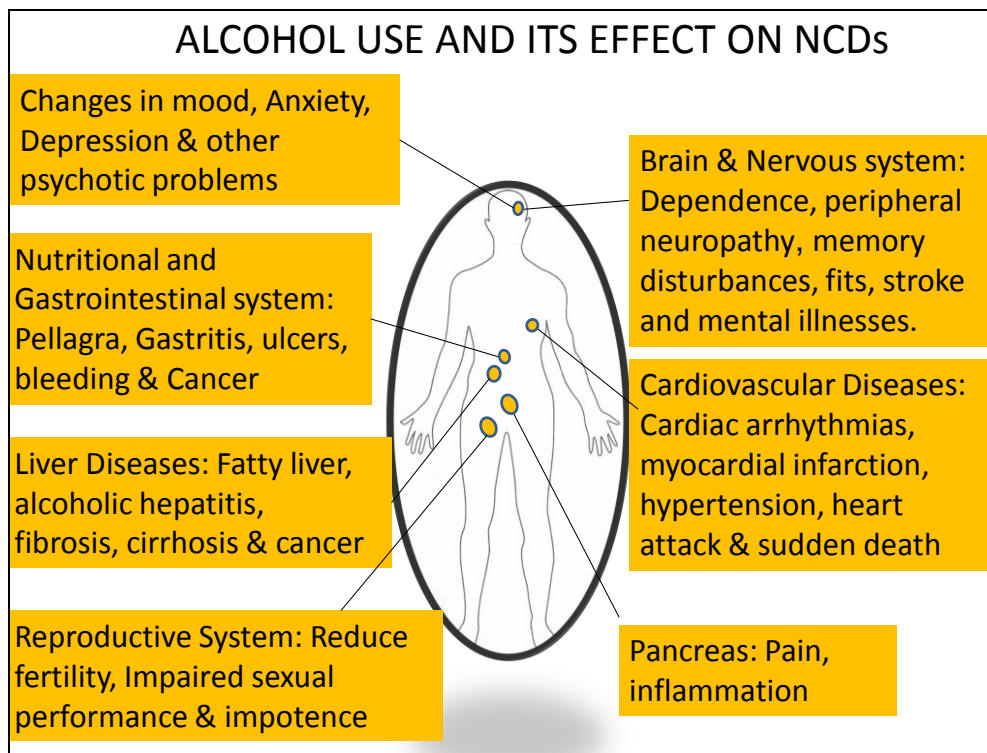 ALCOHOL USE AND ITS EFFECT ON NCDs
Changes in mood, Anxiety,
Depression & other
psychotic problems
Nutritional and
Gastrointestinal system:
Pellagra, Gastritis, ulcers,
bleeding & Cancer
Liver Diseases: Fatty liver,
alcoholic hepatitis,
fibrosis, cirrhosis & cancer
Reproductive System: Reduce
fertility, Impaired sexual
performance & impotence
Brain & Nervous system:
Dependence, peripheral
neuropathy, memory
disturbances, fits, stroke
and mental illnesses.
Cardiovascular Diseases:
Cardiac arrhythmias,
myocardial infarction,
hypertension, heart
attack & sudden death
Pancreas: Pain,
inflammation